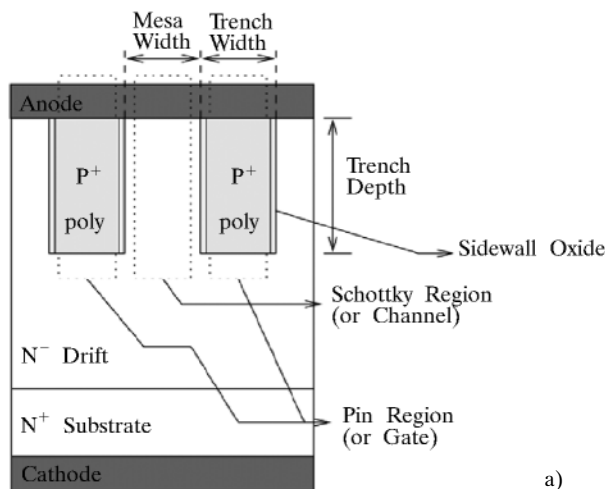 Mesa Width
Trench Width
Anode
P+ poly
P+ poly
Trench Depth
Sidewall Oxide
Schottky Region
(or Channel)
N− Drift
N+ Substrate
Pin Region
(or Gate)
Cathode
a)